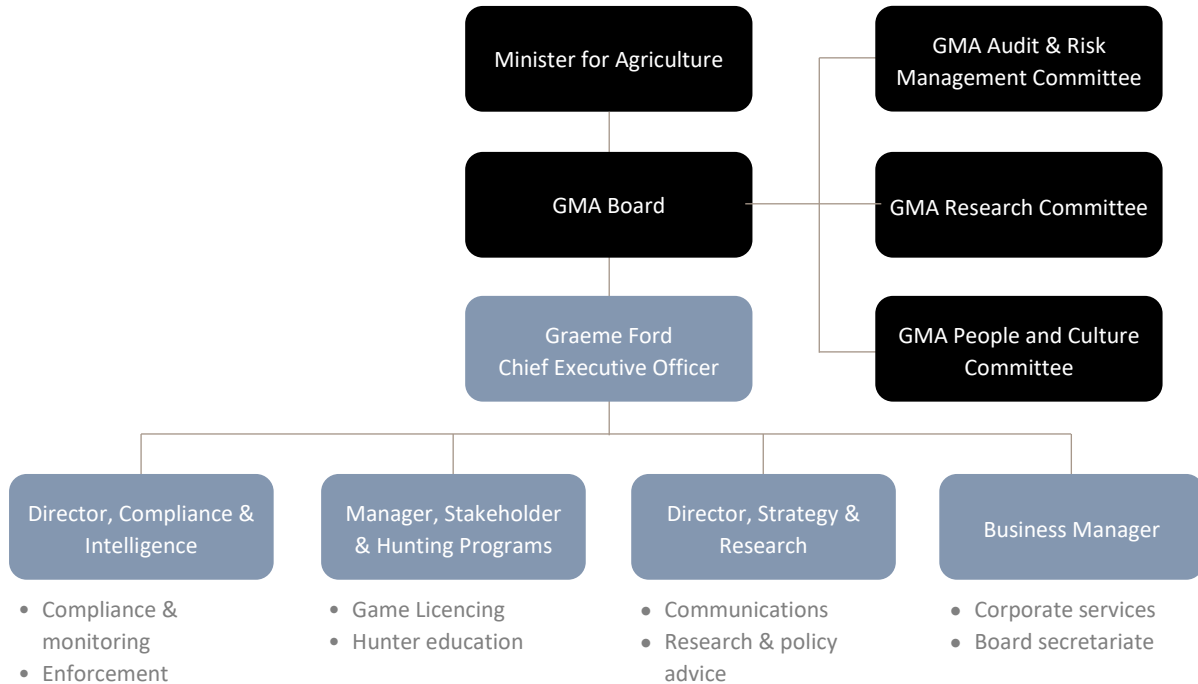 Minister for Agriculture
GMA Audit & Risk
Management Committee
GMA Board
GMA Research Committee
Graeme Ford
Chief Executive Officer
GMA People and Culture
Committee
Director, Compliance &
Intelligence
Manager, Stakeholder
& Hunting Programs
Director, Strategy &
Research
Business Manager
• Compliance &
monitoring
• Enforcement
• Game Licencing
• Hunter education
• Communications
• Research & policy
advice
• Corporate services
• Board secretariate